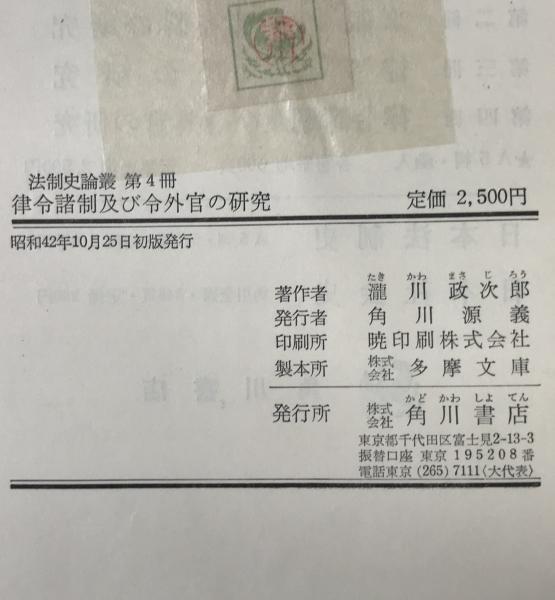 法制史論叢 第4冊
律令諸制及び令外官の研究 定価 2,500円
昭和42年10月25日初版発行
たき かわ まさ じ ろう
著作者 瀧川政次郎
発行者 角川源義
印刷所 暁印刷株式会社
製本所 株式会社 多摩文庫
かど かわ しょ てん
発行所 株式会社 角川書店
東京都千代田区富士見2-13-3
振替口座 東京 195208番
電話東京 (265) 7111〈大代表〉